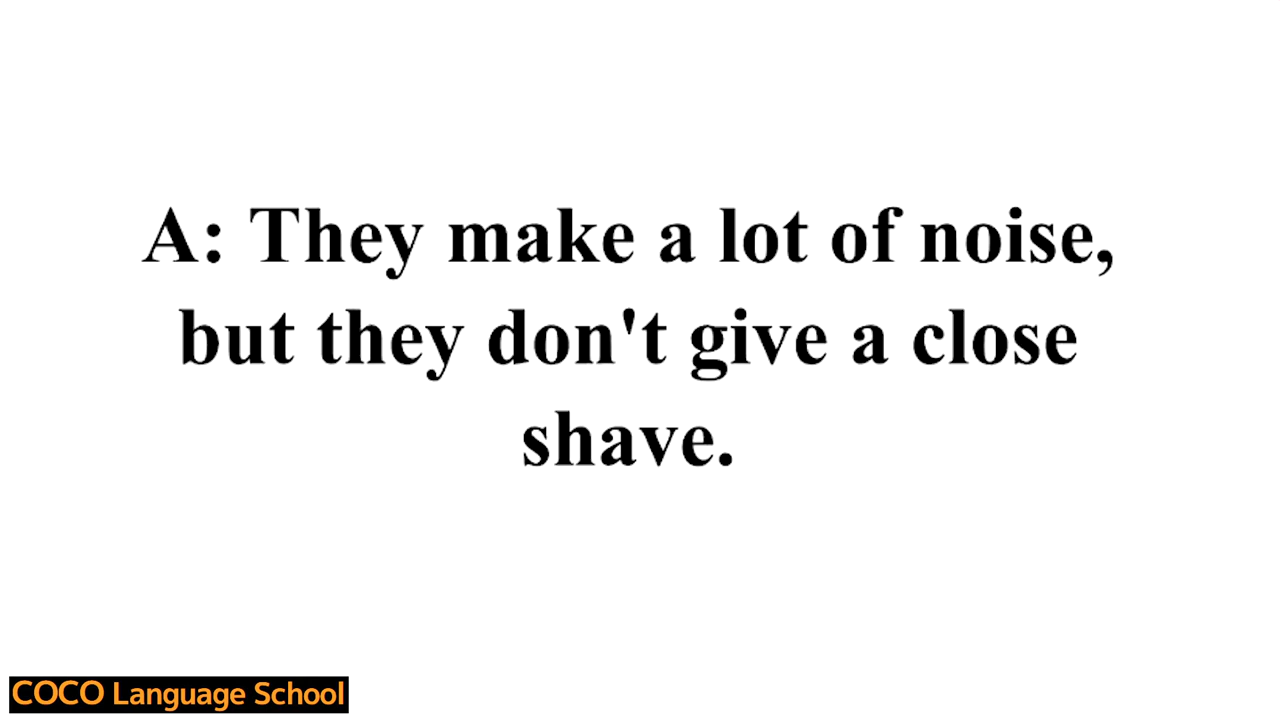 A: They make a lot of noise,
but they don't give a close
shave.
COCO Language School